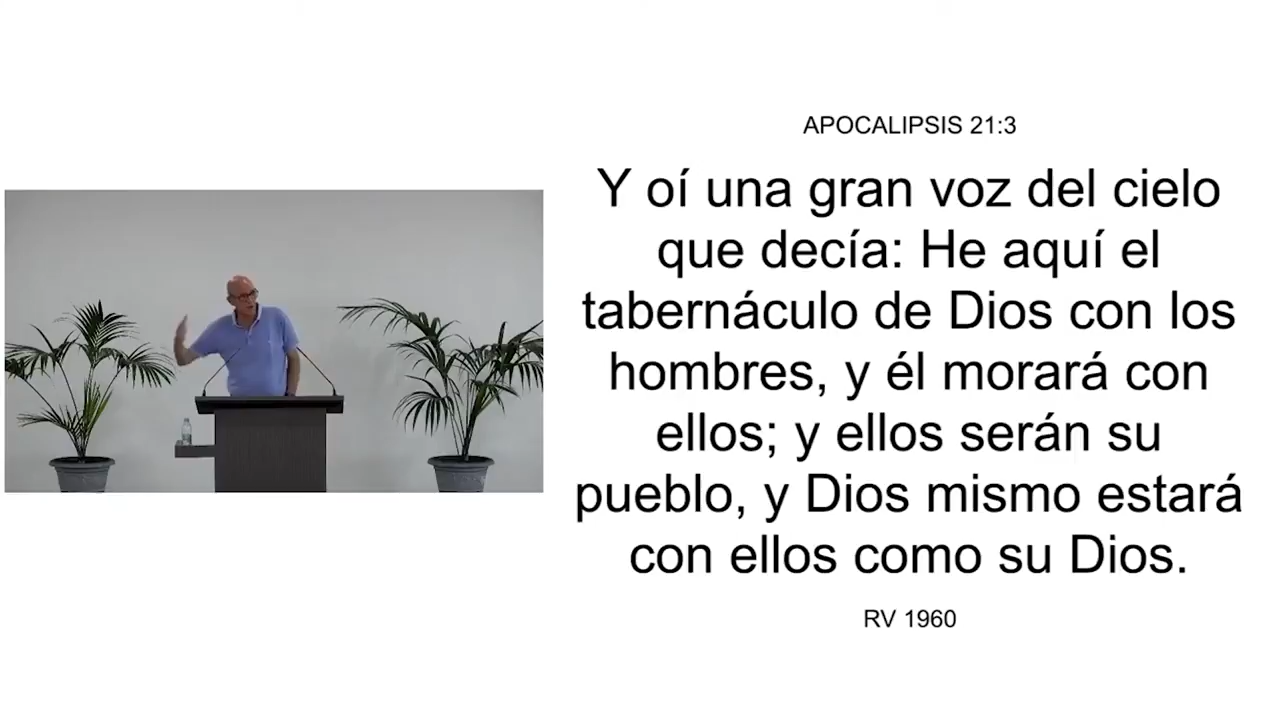 APOCALIPSIS 21:3
Y oí una gran voz del cielo
que decía: He aquí el
tabernáculo de Dios con los
hombres, y él morará con
ellos; y ellos serán su
pueblo, y Dios mismo estará
con ellos como su Dios.
RV 1960